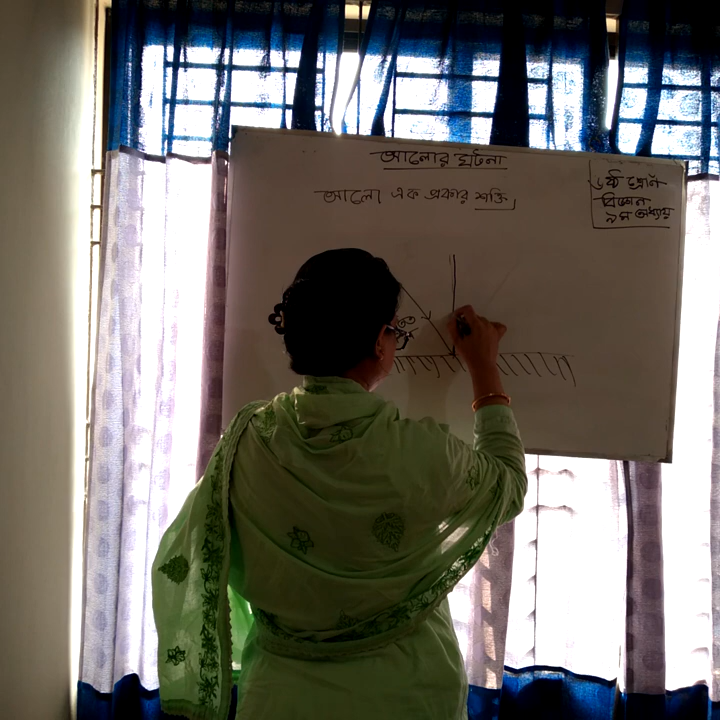 আলোর ঘটনা
আলো এক প্রকার শক্তি।
৬ষ্ঠ শ্রেণি
বিজ্ঞান
৯ম অধ্যায়